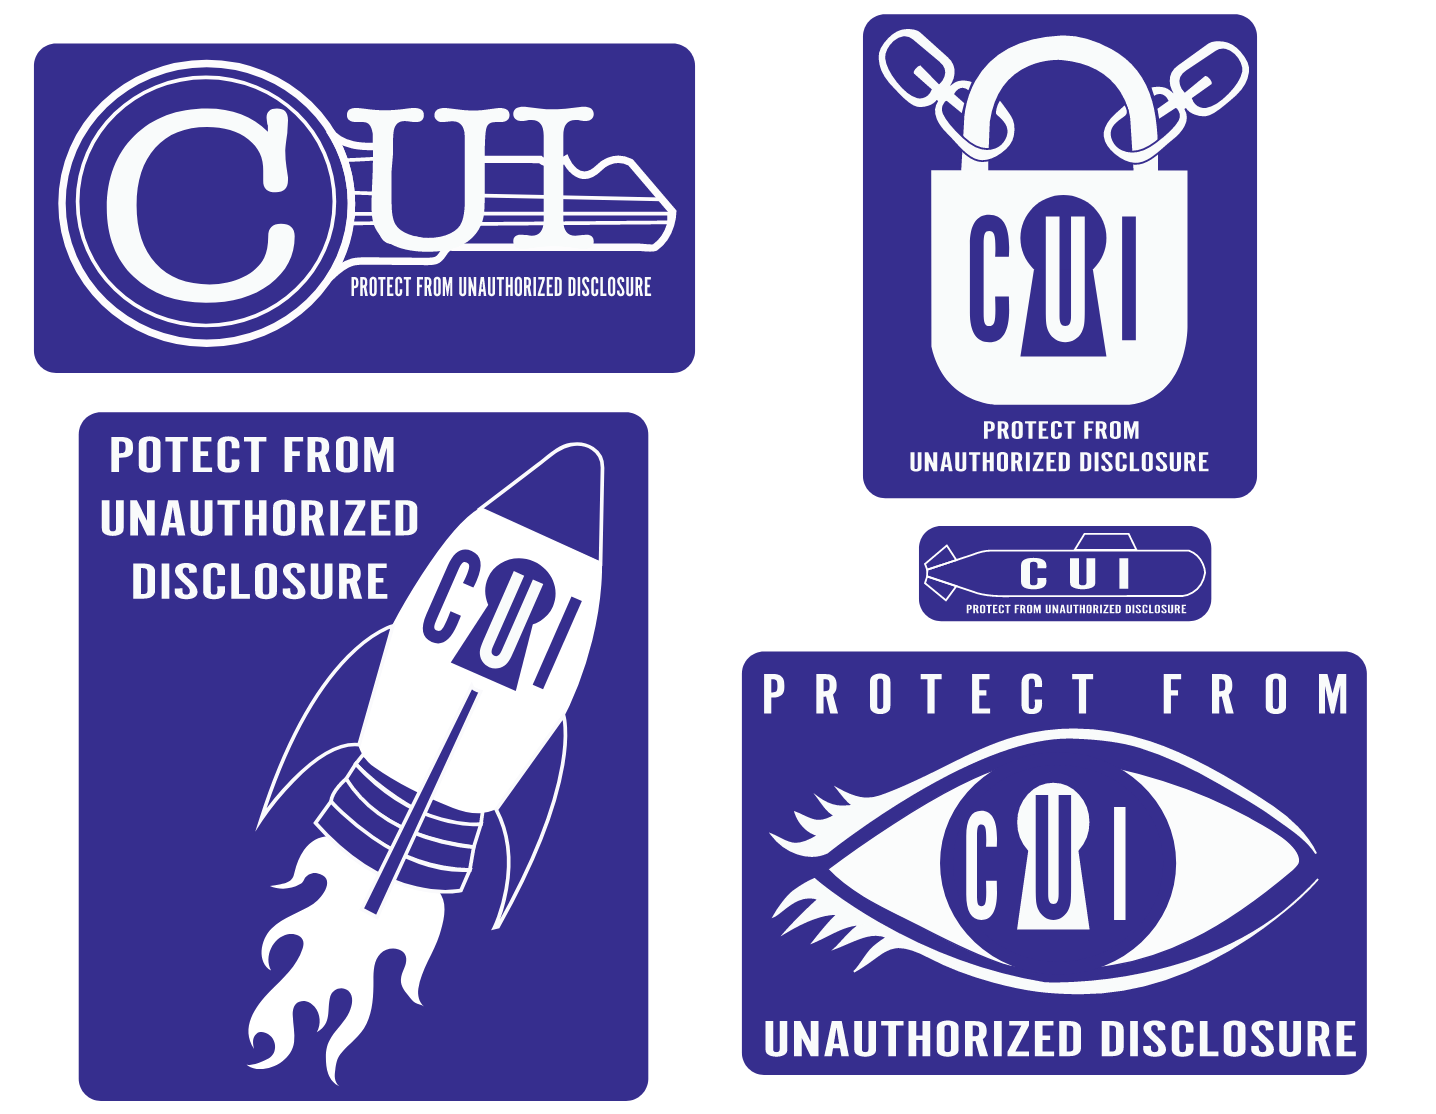 CUI
PROTECT FROM UNAUTHORIZED DISCLOSURE
CUI
PROTECT FROM
UNAUTHORIZED DISCLOSURE
POTECT FROM
UNAUTHORIZED
DISCLOSURE
CUI
CUI
PROTECT FROM UNAUTHORIZED DISCLOSURE
PROTECT FROM
CUI
UNAUTHORIZED DISCLOSURE